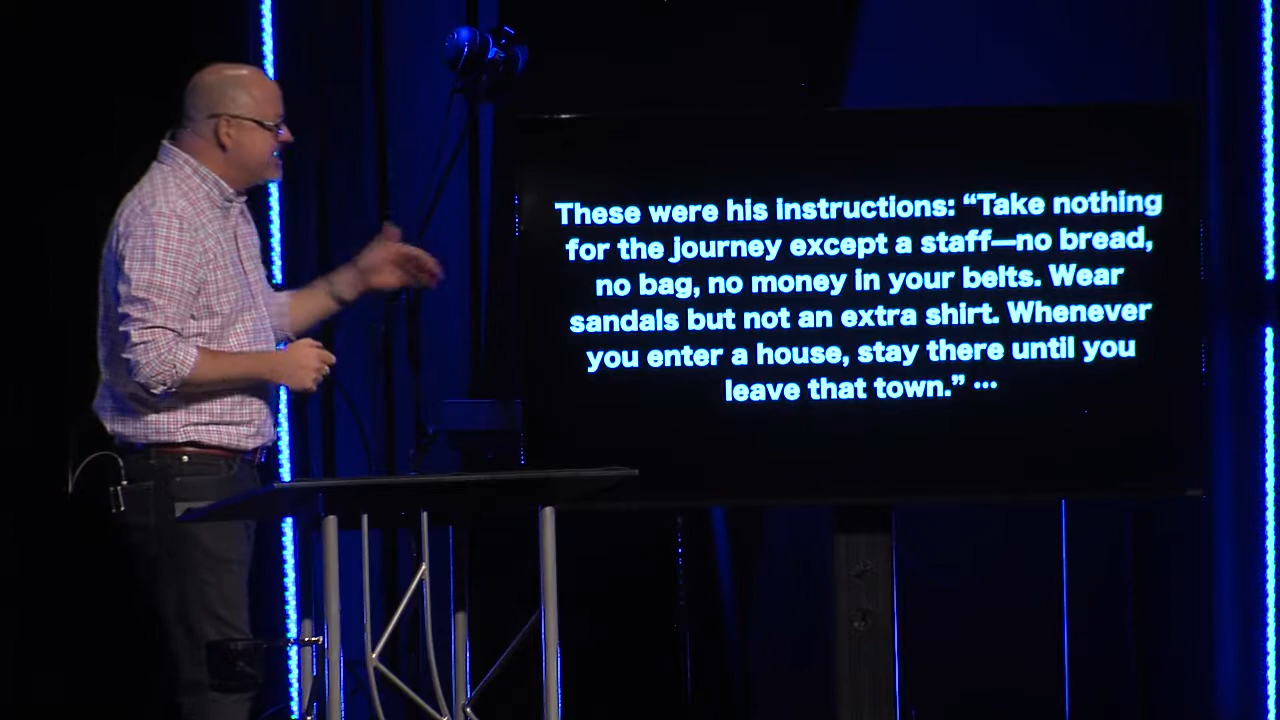 These were his instructions: “Take nothing
for the journey except a staff—no bread,
no bag, no money in your belts. Wear
sandals but not an extra shirt. Whenever
you enter a house, stay there until you
leave that town.” ...